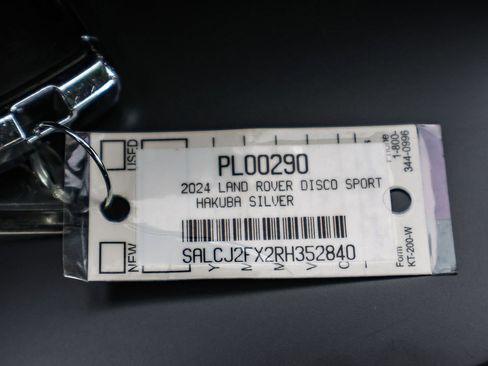 PL00290
2024 LAND ROVER DISCO SPORT
HAKUBA SILVER
SALCJ2FX2RH352840
USED
NEW
Phone
1-800-
344-0996
Form
KT-200-W
Y
M
M
V
C